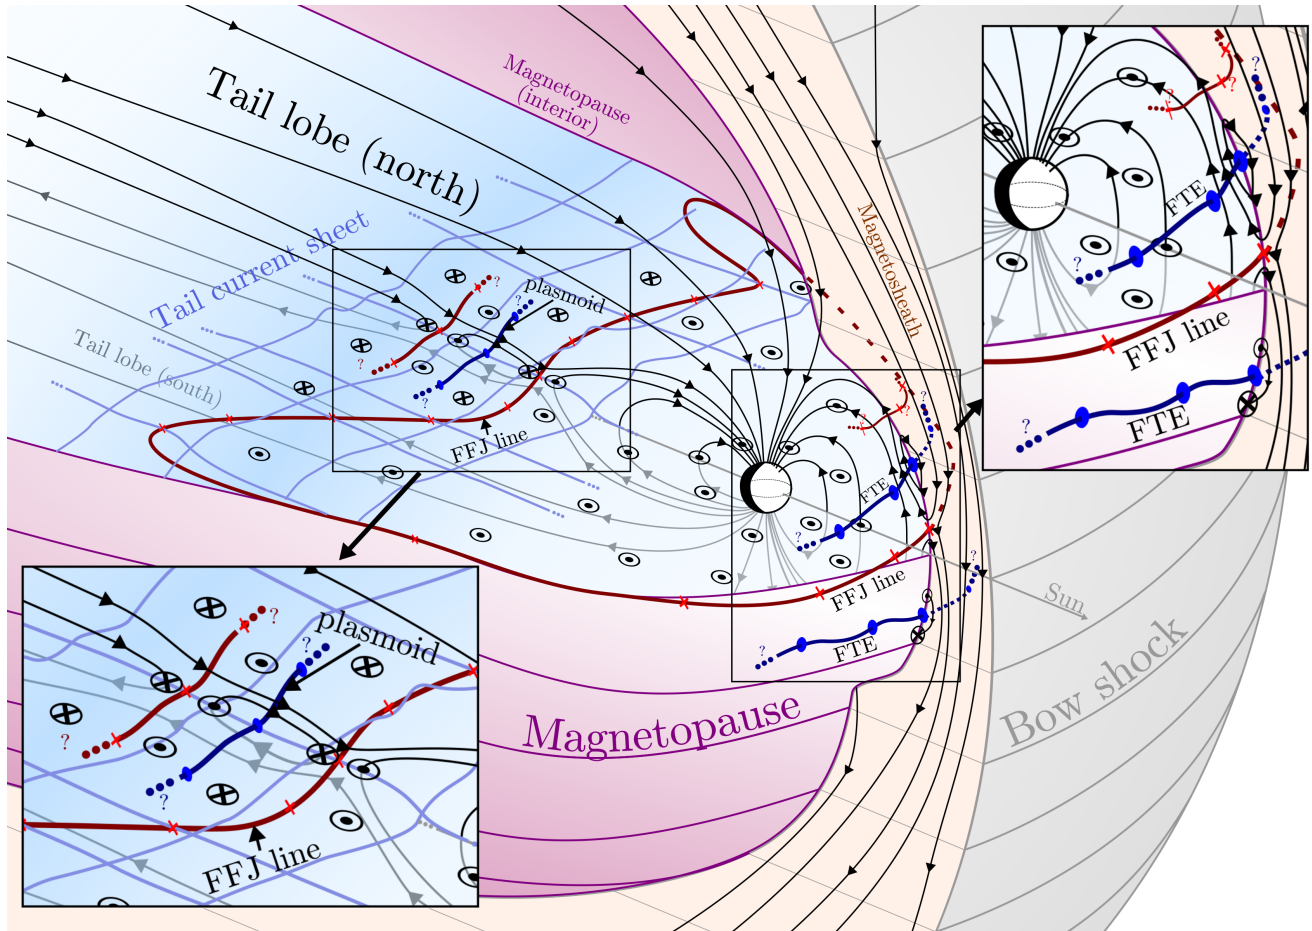 Tail lobe (north)
Magnetopause
(interior)
Magnetosheath
Tail current sheet
Tail lobe (south)
?
plasmoid
?
?
?
FFJ line
?
?
?
FTE
?
FFJ line
?
FTE
?
Sun
Bow shock
Magnetopause
?
?
?
?
FTE
?
FFJ line
FTE
?
?
plasmoid
?
?
?
FFJ line